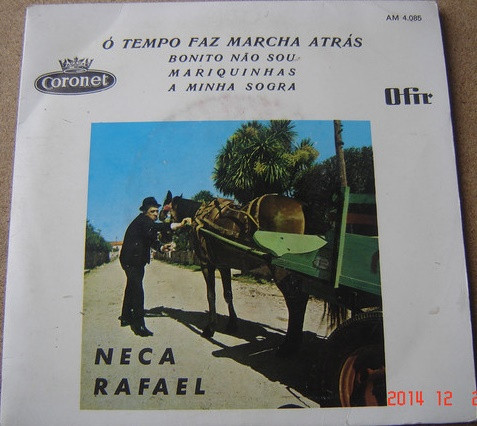 AM 4.085
Ó TEMPO FAZ MARCHA ATRÁS
BONITO NÃO SOU
MARIQUINHAS
A MINHA SOGRA
Coronet
Ofir
NECA
RAFAEL
2014 12 2